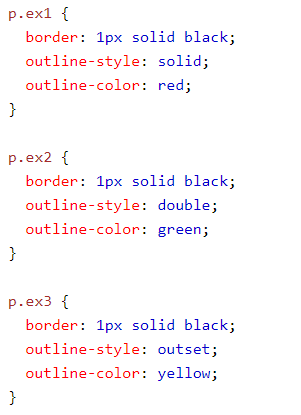 p.ex1 {
  border: 1px solid black;
  outline-style: solid;
  outline-color: red;
}

p.ex2 {
  border: 1px solid black;
  outline-style: double;
  outline-color: green;
}

p.ex3 {
  border: 1px solid black;
  outline-style: outset;
  outline-color: yellow;
}